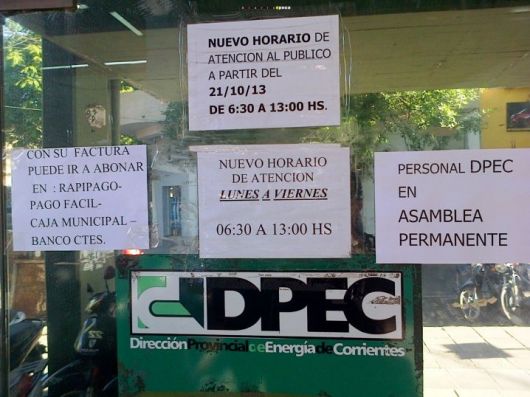 NUEVO HORARIO DE
ATENCION AL PUBLICO
A PARTIR DEL
21/10/13
DE 6:30 A 13:00 HS.
CON SU FACTURA
PUEDE IR A ABONAR
EN : RAPIPAGO-
PAGO FACIL-
CAJA MUNICIPAL –
BANCO CTES.
NUEVO HORARIO
DE ATENCION
LUNES A VIERNES
06:30 A 13:00 HS
PERSONAL DPEC
EN
ASAMBLEA
PERMANENTE
DPEC
Dirección Provincial de Energía de Corrientes